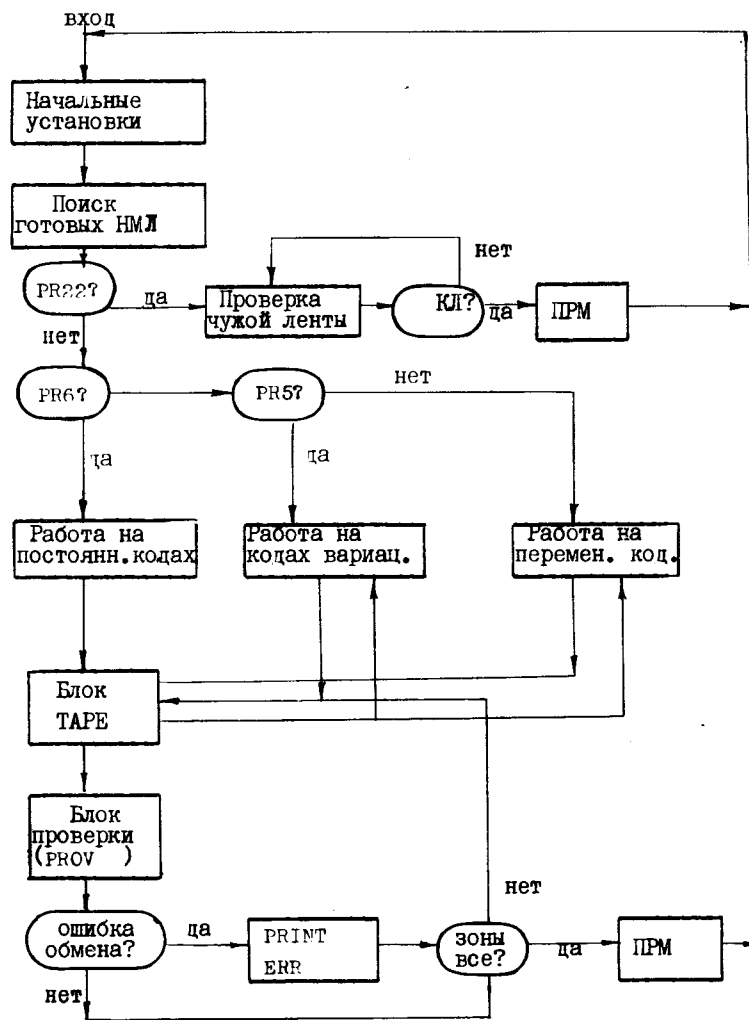 вход
Начальные
установки
Поиск
готовых НМЛ
нет
PR22?
да
Проверка
чужой ленты
КЛ?
да
ПРМ
нет
PR6?
PR5?
нет
да
да
Работа на
постоянн.кодах
Работа на
кодах вариац.
Работа на
перемен. код.
Блок
TAPE
Блок
проверки
(PROV )
нет
ошибка
обмена?
да
PRINT
ERR
зоны
все?
да
ПРМ
нет